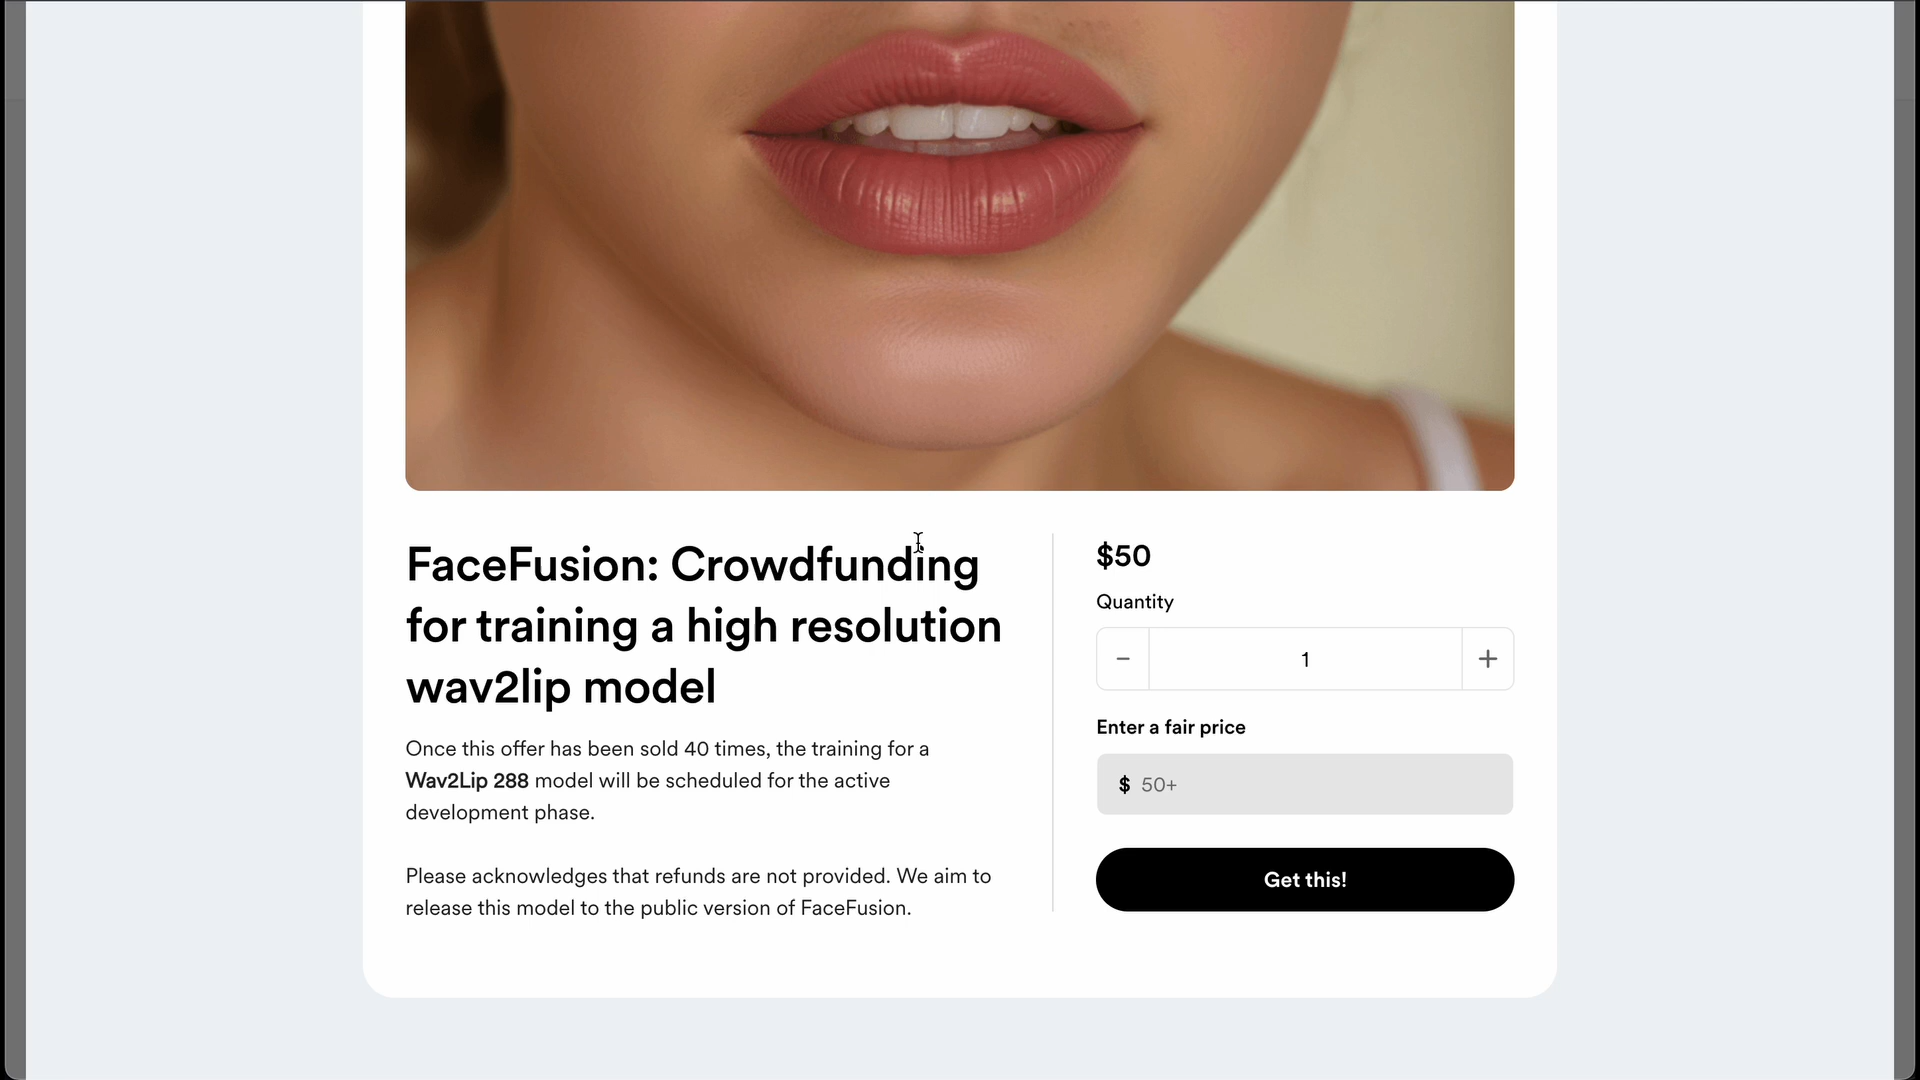 FaceFusion: Crowdfunding
for training a high resolution
wav2lip model
Once this offer has been sold 40 times, the training for a
Wav2Lip 288 model will be scheduled for the active
development phase.
Please acknowledges that refunds are not provided. We aim to
release this model to the public version of FaceFusion.
$50
Quantity
− 1 +
Enter a fair price
$ 50+
Get this!